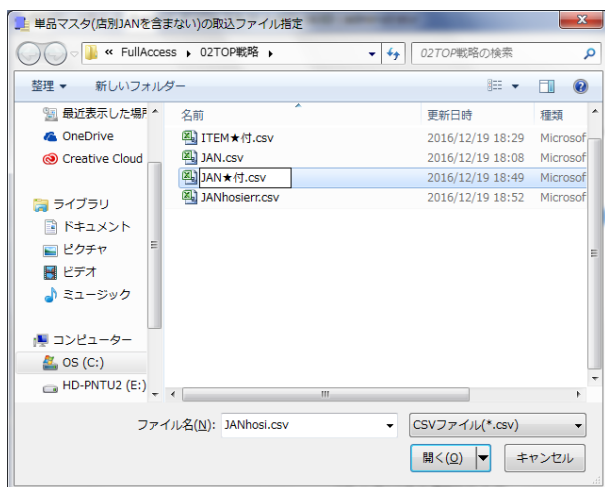 単品マスタ(店別JANを含まない)の取込ファイル指定
« FullAccess ▸ 02TOP戦略 ▸
02TOP戦略の検索
整理 ▼ 新しいフォルダー
最近表示した場所
OneDrive
Creative Cloud
ライブラリ
ドキュメント
ピクチャ
ビデオ
ミュージック
コンピューター
OS (C:)
HD-PNTU2 (E:)
名前 更新日時 種類
ITEM★付.csv 2016/12/19 18:29 Microsof
JAN.csv 2016/12/19 18:08 Microsof
JAN★付.csv 2016/12/19 18:49 Microsof
JANhosierr.csv 2016/12/19 18:52 Microsof
ファイル名(N): JANhosi.csv CSVファイル(*.csv)
開く(O) キャンセル